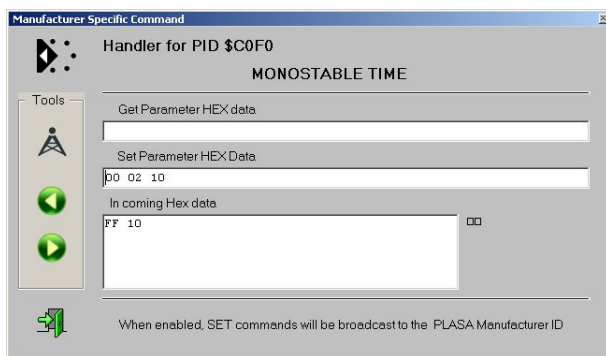 Manufacturer Specific Command
Handler for PID $C0F0
MONOSTABLE TIME
Tools
Get Parameter HEX data
Set Parameter HEX Data
00 02 10
In coming Hex data
FF 10
When enabled, SET commands will be broadcast to the PLASA Manufacturer ID